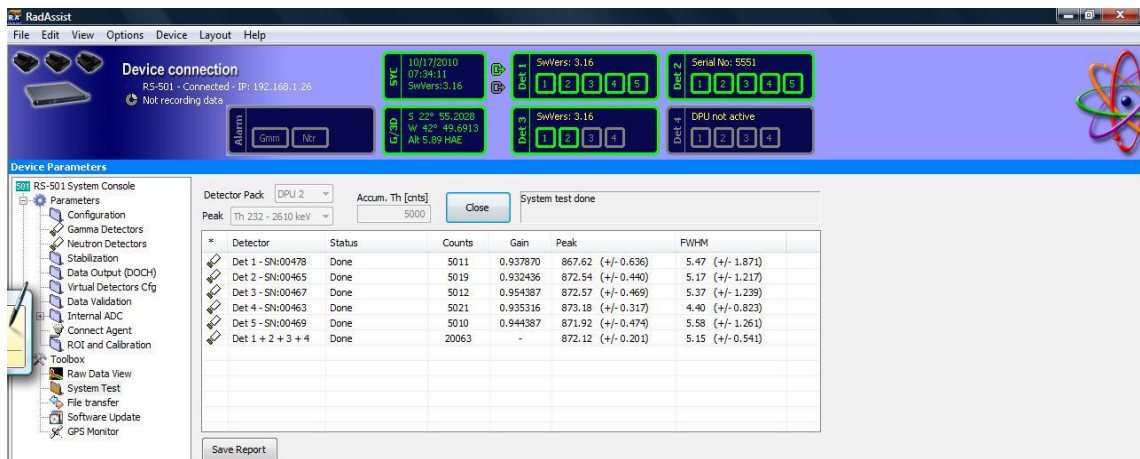 RadAssist
File Edit View Options Device Layout Help
Device connection
RS-501 - Connected - IP: 192.168.1.26
Not recording data
Alarm
Gmm Ntr
SYC
10/17/2010
07:34:11
SwVers:3.16
G/3D
S 22° 55.2028
W 42° 49.6913
Alt 5.89 HAE
Det 1
SwVers: 3.16
1 2 3 4 5
Det 2
Serial No: 5551
1 2 3 4 5
Det 3
SwVers: 3.16
1 2 3 4
Det 4
DPU not active
1 2 3 4
Device Parameters
501 RS-501 System Console
Parameters
Configuration
Gamma Detectors
Neutron Detectors
Stabilization
Data Output (DOCH)
Virtual Detectors Cfg
Data Validation
Internal ADC
Connect Agent
ROI and Calibration
Toolbox
Raw Data View
System Test
File transfer
Software Update
GPS Monitor
Detector Pack DPU 2
Peak Th 232 - 2610 keV
Accum. Th [cnts]
5000
Close
System test done
* Detector Status Counts Gain Peak FWHM
Det 1 - SN:00478 Done 5011 0.937870 867.62 (+/-0.636) 5.47 (+/-1.871)
Det 2 - SN:00465 Done 5019 0.932436 872.54 (+/-0.440) 5.17 (+/-1.217)
Det 3 - SN:00467 Done 5012 0.954387 872.57 (+/-0.469) 5.37 (+/-1.239)
Det 4 - SN:00463 Done 5021 0.935316 873.18 (+/-0.317) 4.40 (+/-0.823)
Det 5 - SN:00469 Done 5010 0.944387 871.92 (+/-0.474) 5.58 (+/-1.261)
Det 1 + 2 + 3 + 4 Done 20063 - 872.12 (+/-0.201) 5.15 (+/-0.541)
Save Report